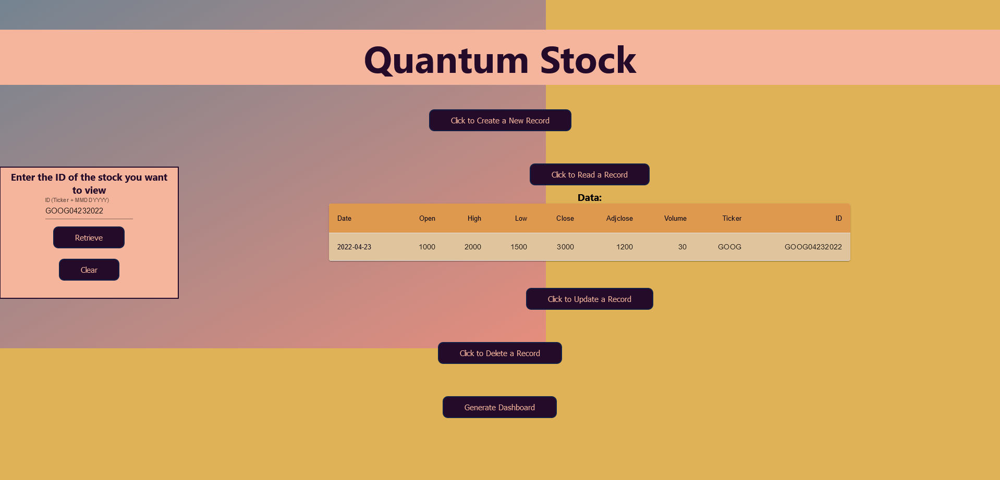 Quantum Stock
Click to Create a New Record
Enter the ID of the stock you want
to view
ID (Ticker + MMDDYYYY)
GOOG04232022
Retrieve
Clear
Click to Read a Record
Data:
Date Open High Low Close Adjclose Volume Ticker ID
2022-04-23 1000 2000 1500 3000 1200 30 GOOG GOOG04232022
Click to Update a Record
Click to Delete a Record
Generate Dashboard